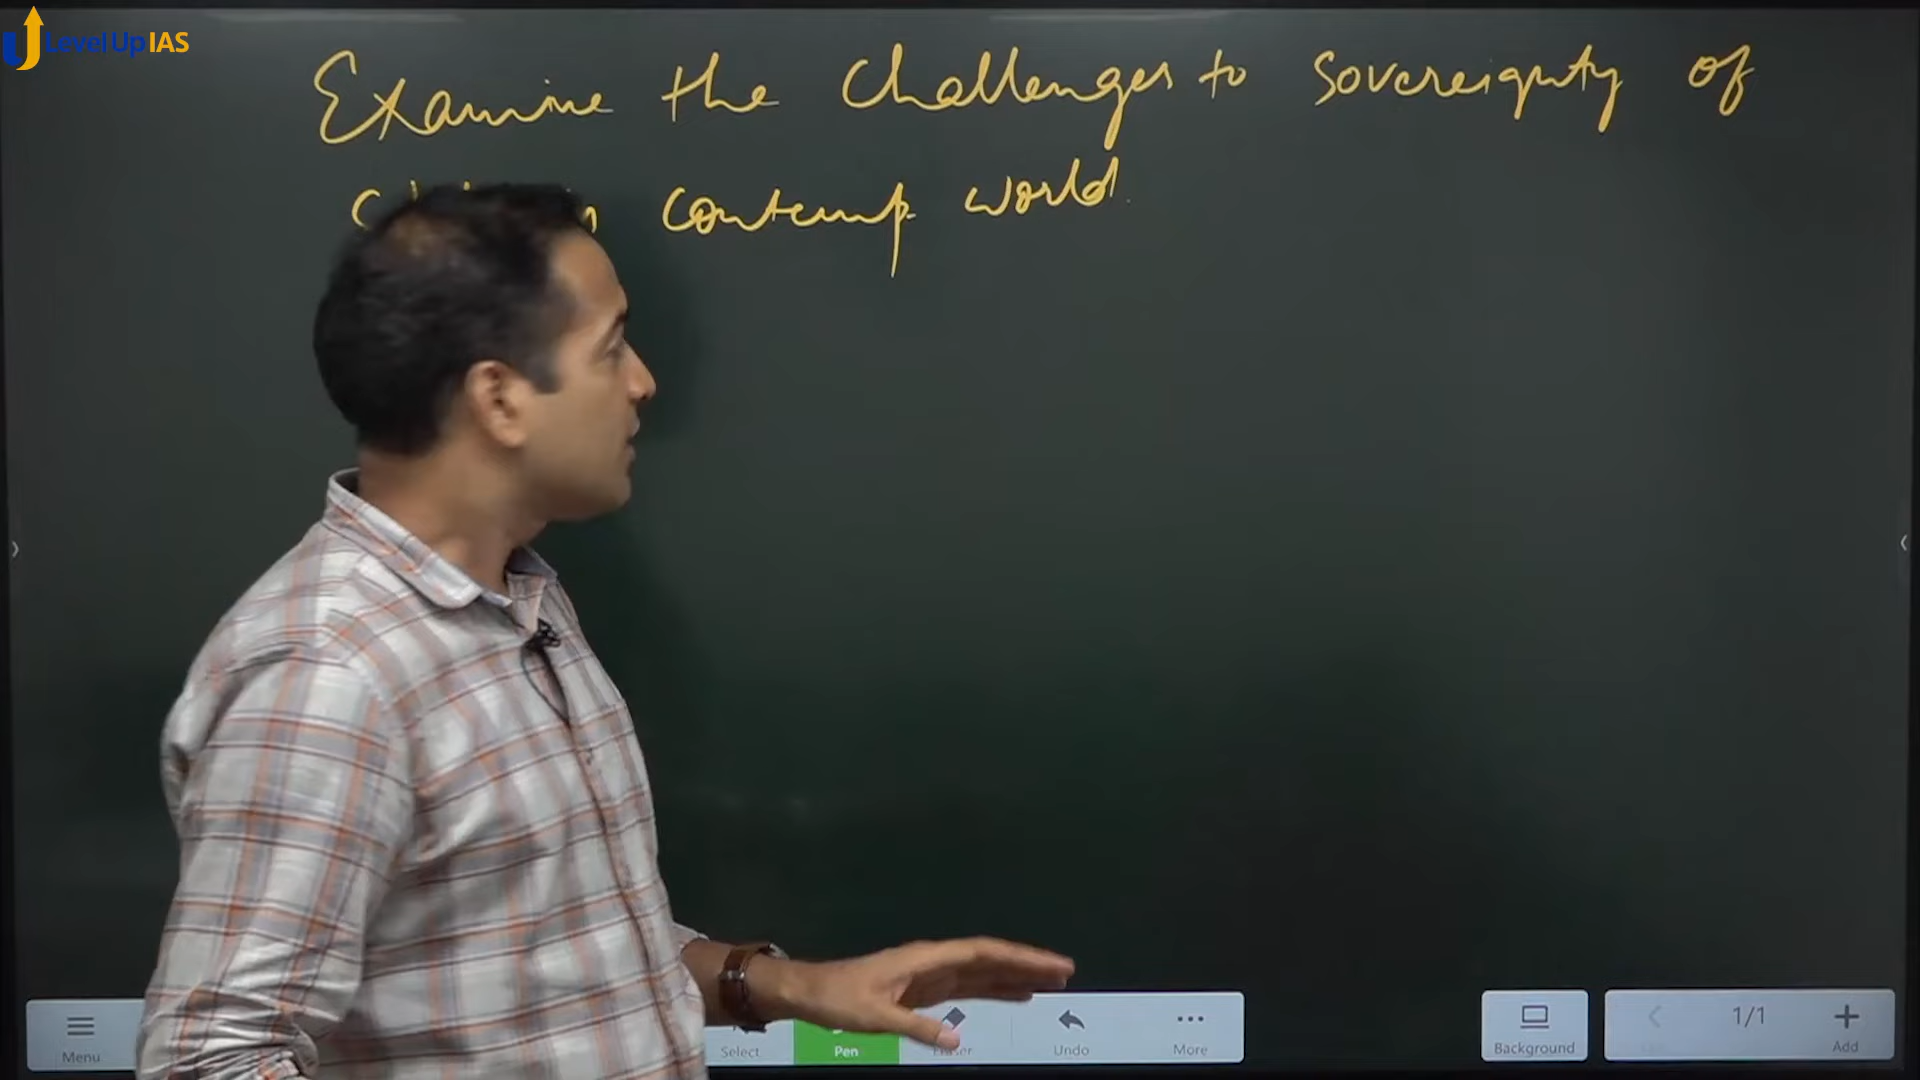 Level Up IAS
Examine the challenges to sovereignty of
contemp. world.
Menu
Select
Pen
Eraser
Undo
More
Background
1/1
Add